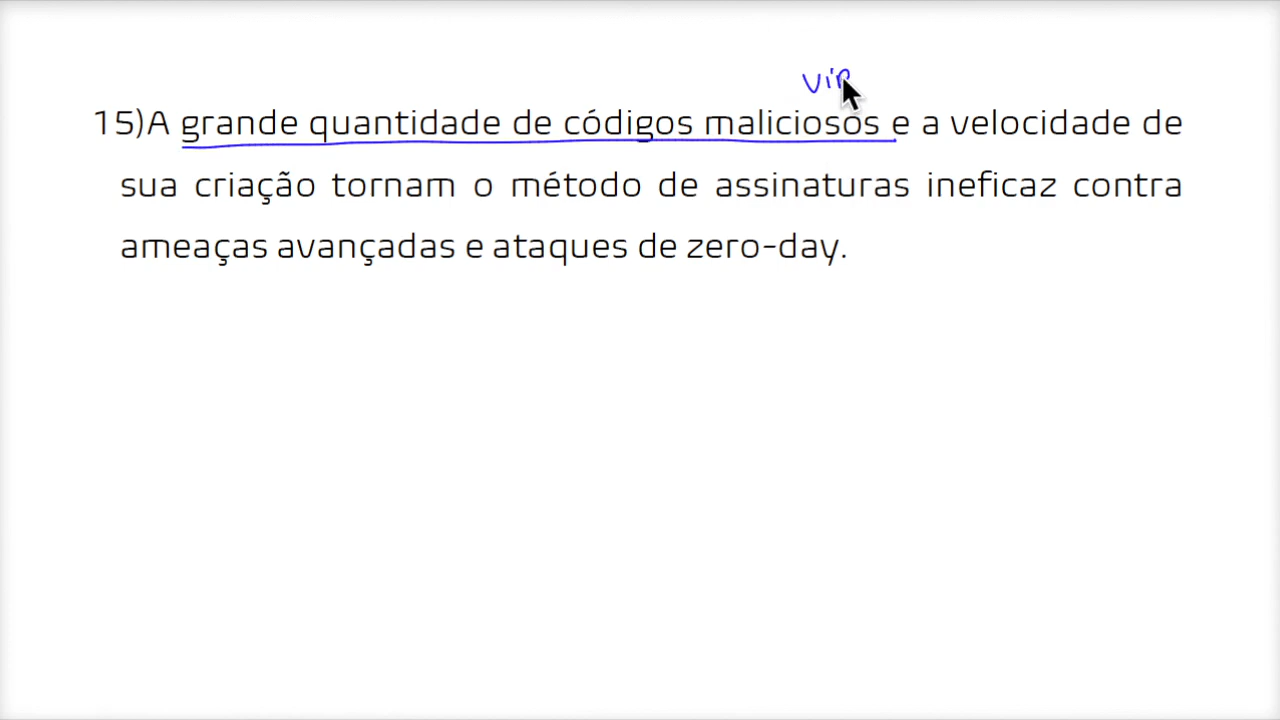 vir
15)A grande quantidade de códigos maliciosos e a velocidade de
sua criação tornam o método de assinaturas ineficaz contra
ameaças avançadas e ataques de zero-day.